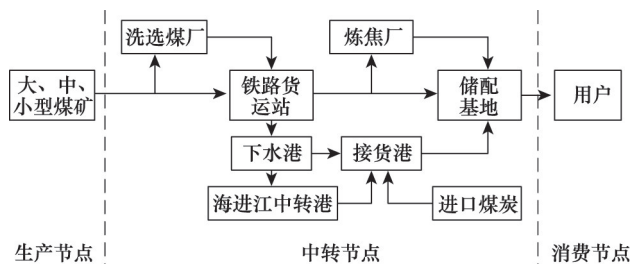 洗选煤厂
炼焦厂
大、中、
小型煤矿
铁路货
运站
储配
基地
用户
下水港
接货港
海进江中转港
进口煤炭
生产节点
中转节点
消费节点